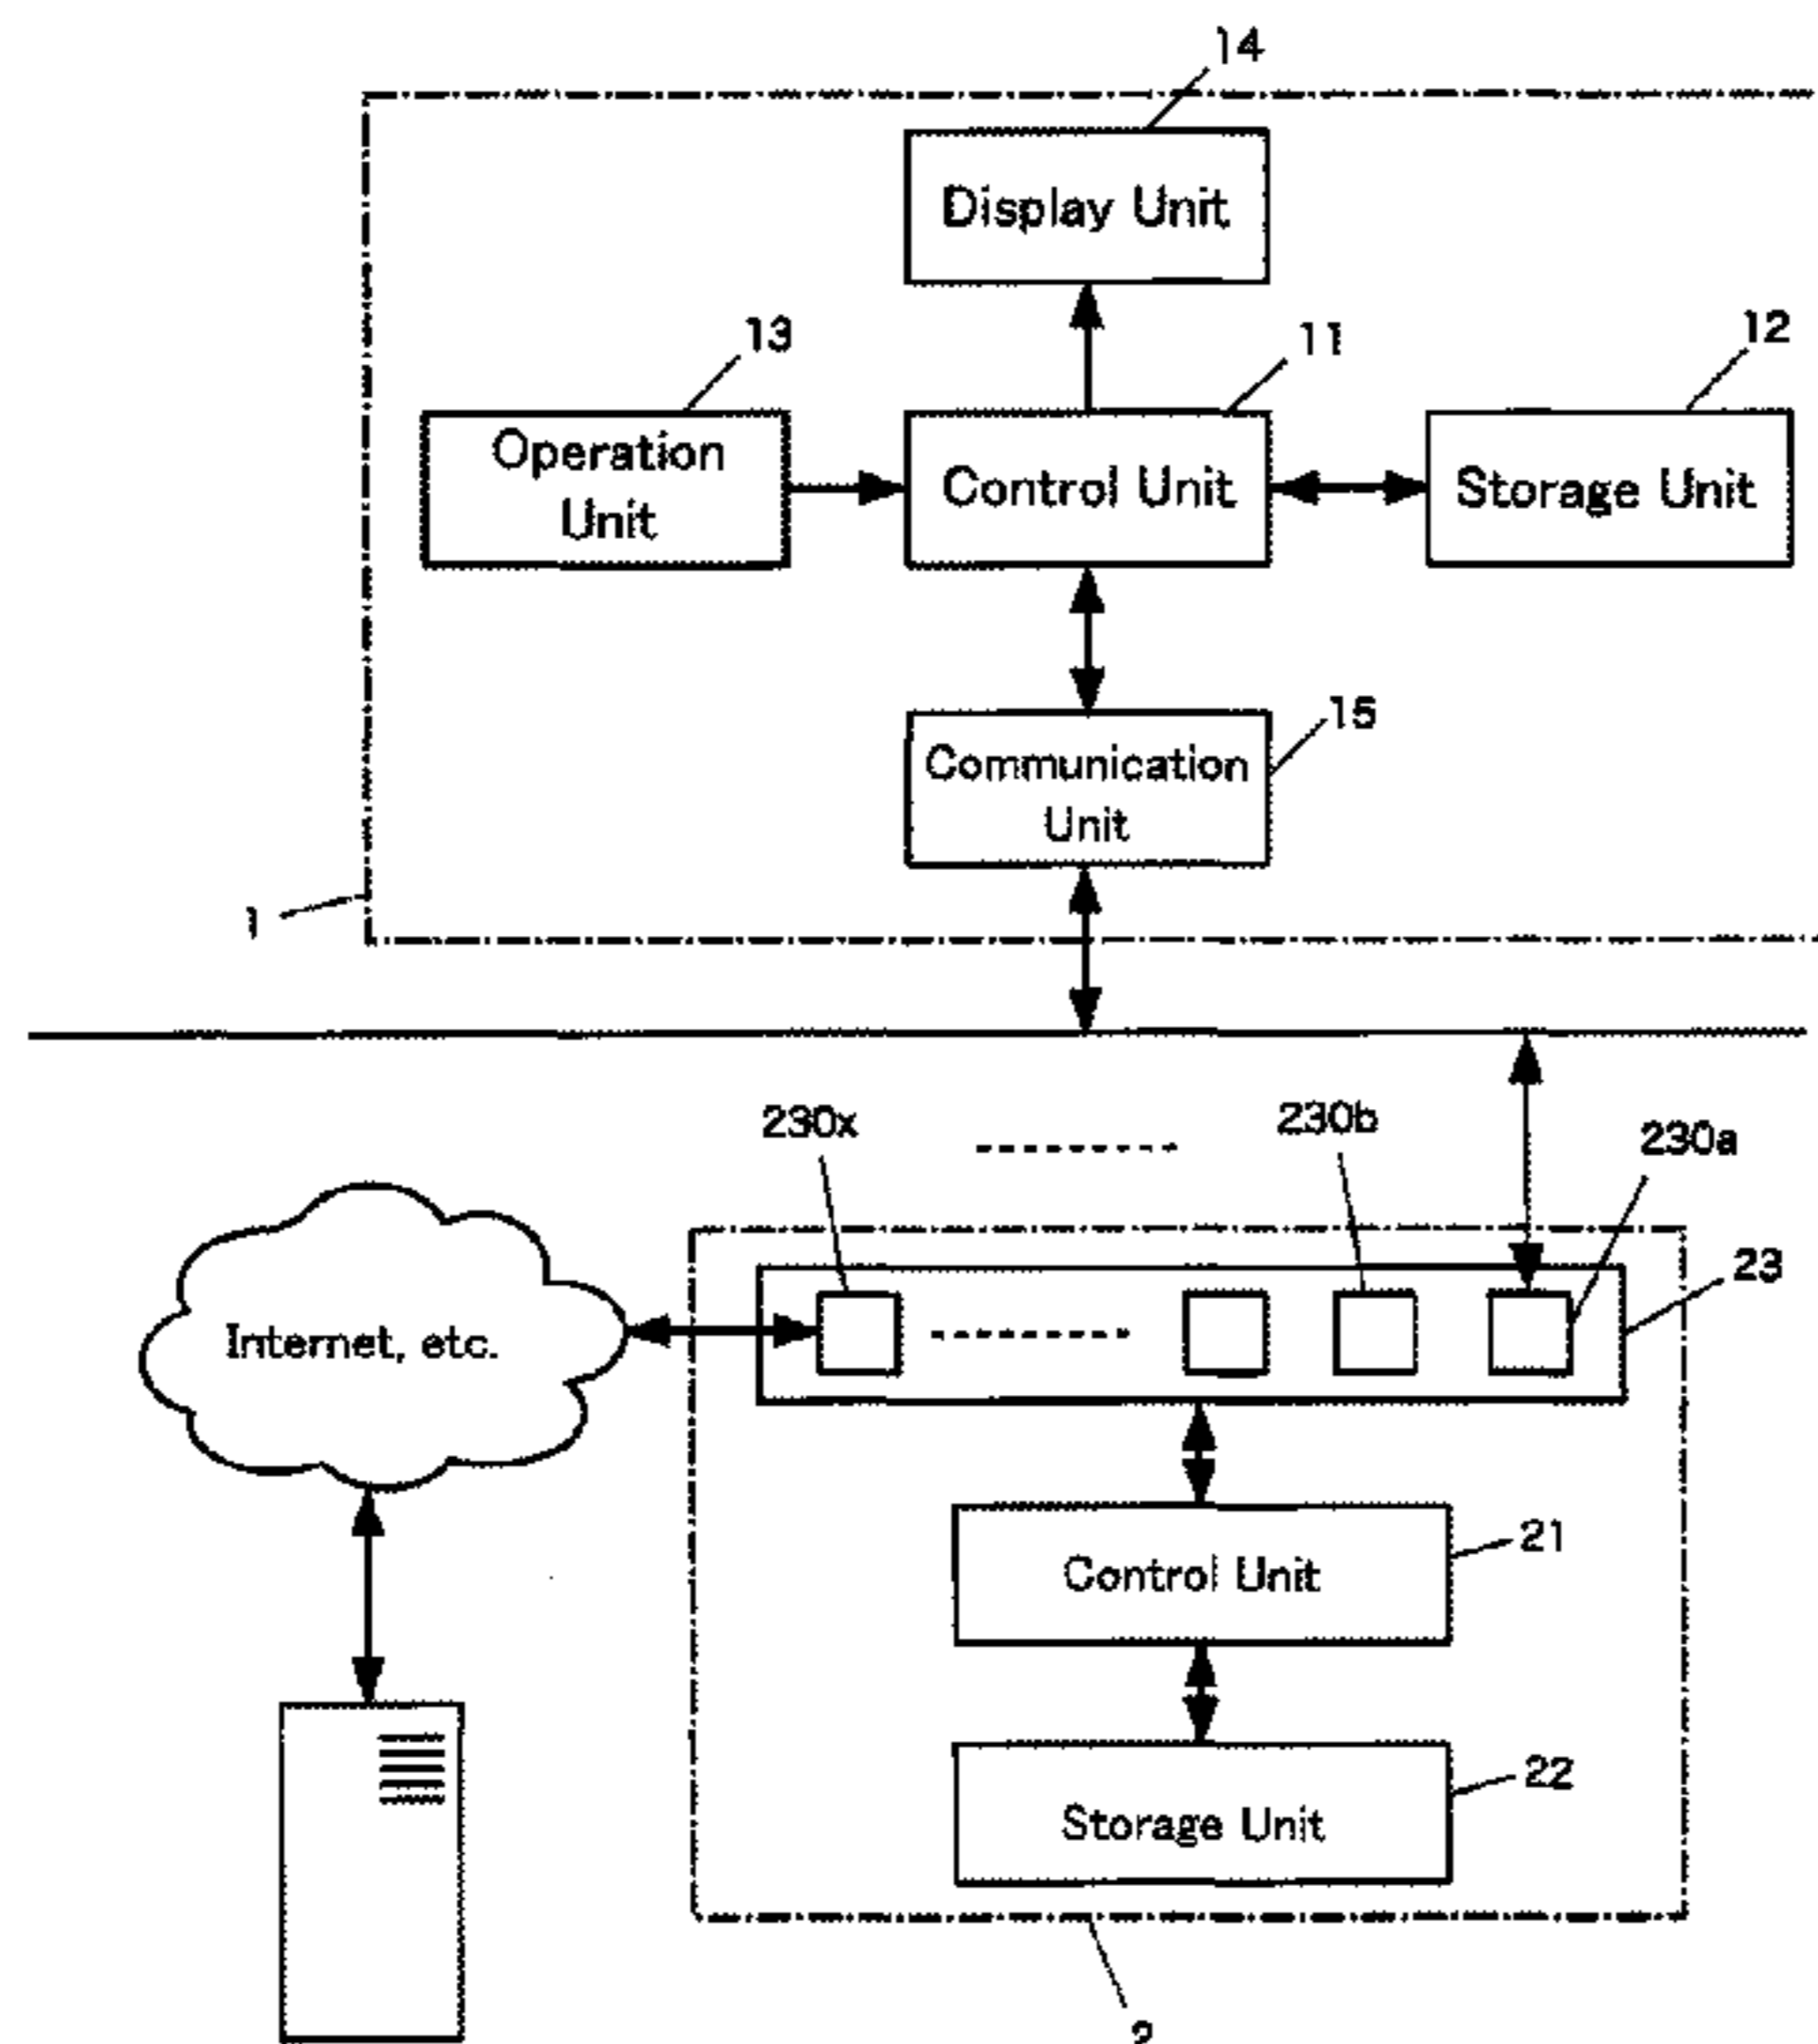 14
Display Unit
13
11
12
Operation
Unit
Control Unit
Storage Unit
15
Communication
Unit
1
230x
230b
230a
23
Internet, etc.
21
Control Unit
22
Storage Unit
2